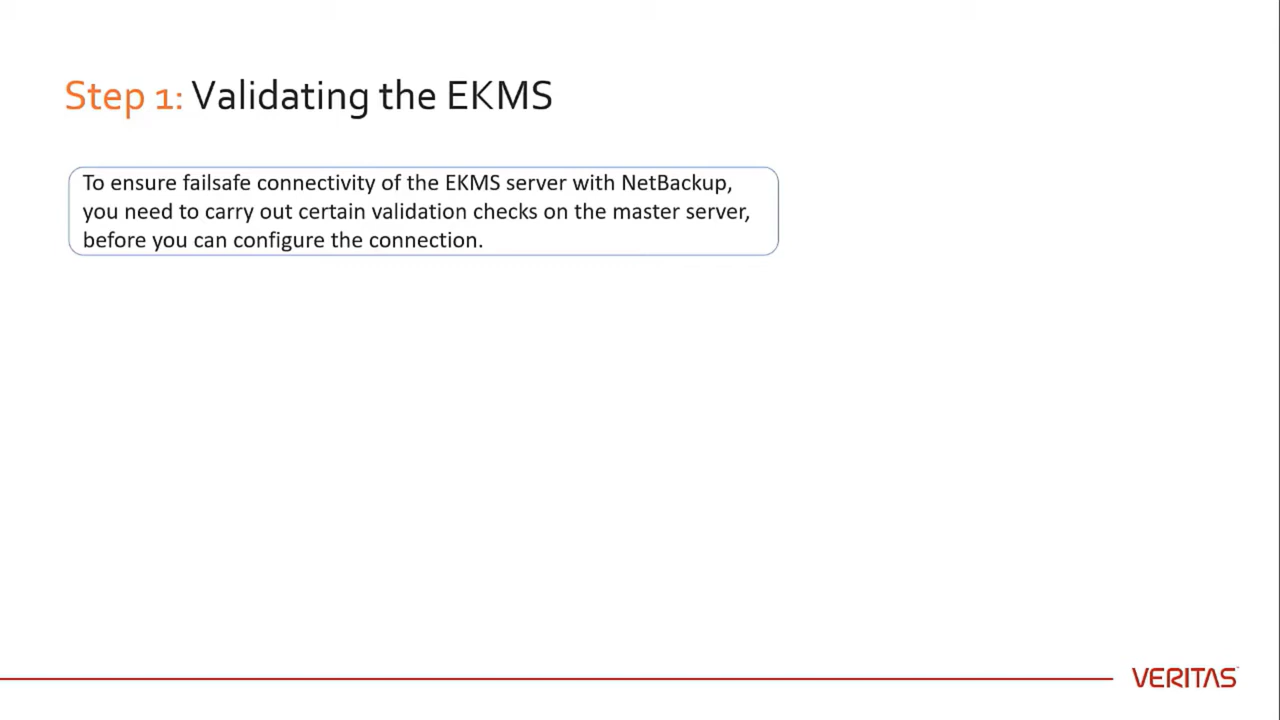 Step 1: Validating the EKMS
To ensure failsafe connectivity of the EKMS server with NetBackup,
you need to carry out certain validation checks on the master server,
before you can configure the connection.
VERITAS™